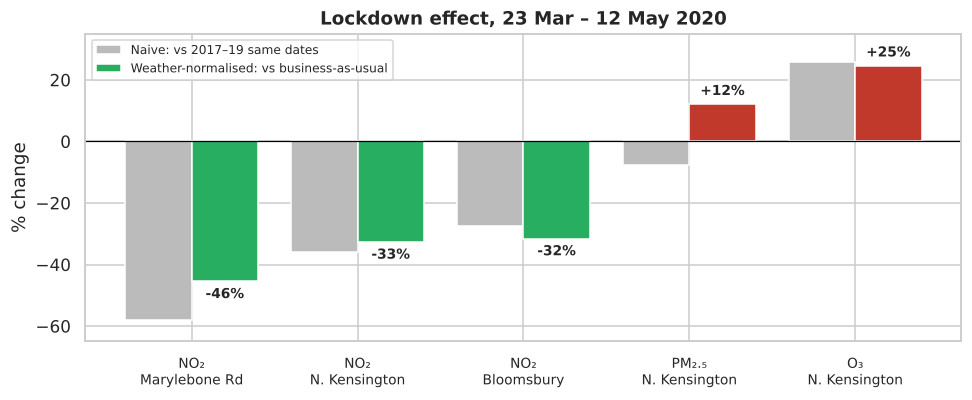 Lockdown effect, 23 Mar – 12 May 2020
Naive: vs 2017–19 same dates
Weather-normalised: vs business-as-usual
% change
20
0
−20
−40
−60
-46%
-33%
-32%
+12%
+25%
NO₂
Marylebone Rd
NO₂
N. Kensington
NO₂
Bloomsbury
PM₂.₅
N. Kensington
O₃
N. Kensington